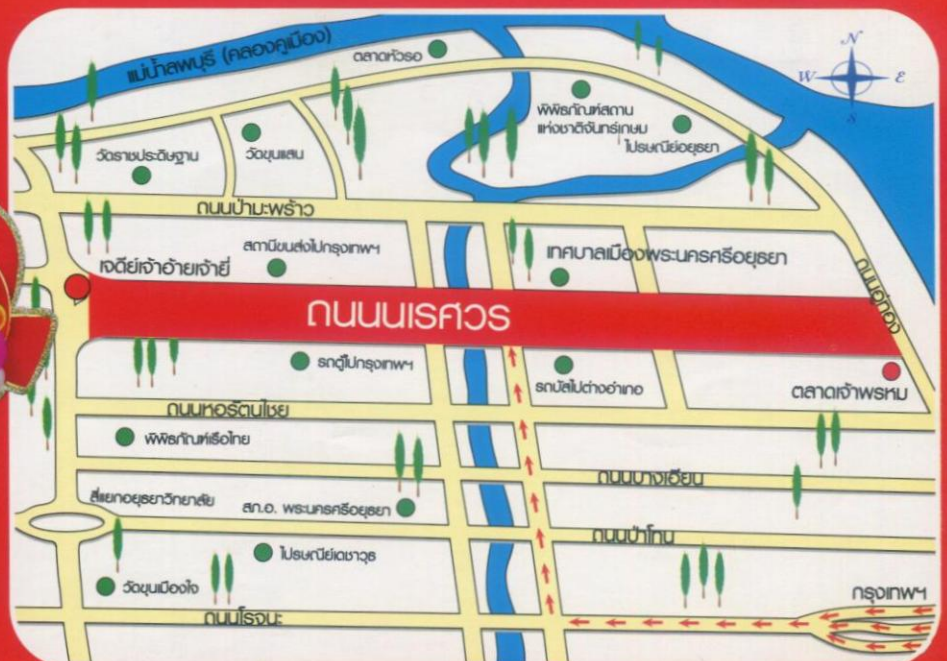 แม่น้ำลพบุรี (คลองคูเมือง)
ตลาดหัวรอ
N
W E
S
พิพิธภัณฑ์สถาน
แห่งชาติจันทร์เกษม
ไปรษณีย์อยุธยา
วัดราชประดิษฐาน
วัดขุนแสน
ถนนป่ามะพร้าว
สถานีขนส่งไปกรุงเทพฯ
เทศบาลเมืองพระนครศรีอยุธยา
เจดีย์เจ้าอ้ายเจ้ายี่
ถนนอู่ทอง
ถนนนเรศวร
รถตู้ไปกรุงเทพฯ
รถบัสไปต่างอำเภอ
ตลาดเจ้าพรหม
ถนนหอรัตนไชย
พิพิธภัณฑ์เรือไทย
ถนนบางเอียน
สี่แยกอยุธยาวิทยาลัย
สภ.อ. พระนครศรีอยุธยา
ถนนป่าโทน
ไปรษณีย์เดชาวุธ
วัดขุนเมืองใจ
กรุงเทพฯ
ถนนโรจนะ